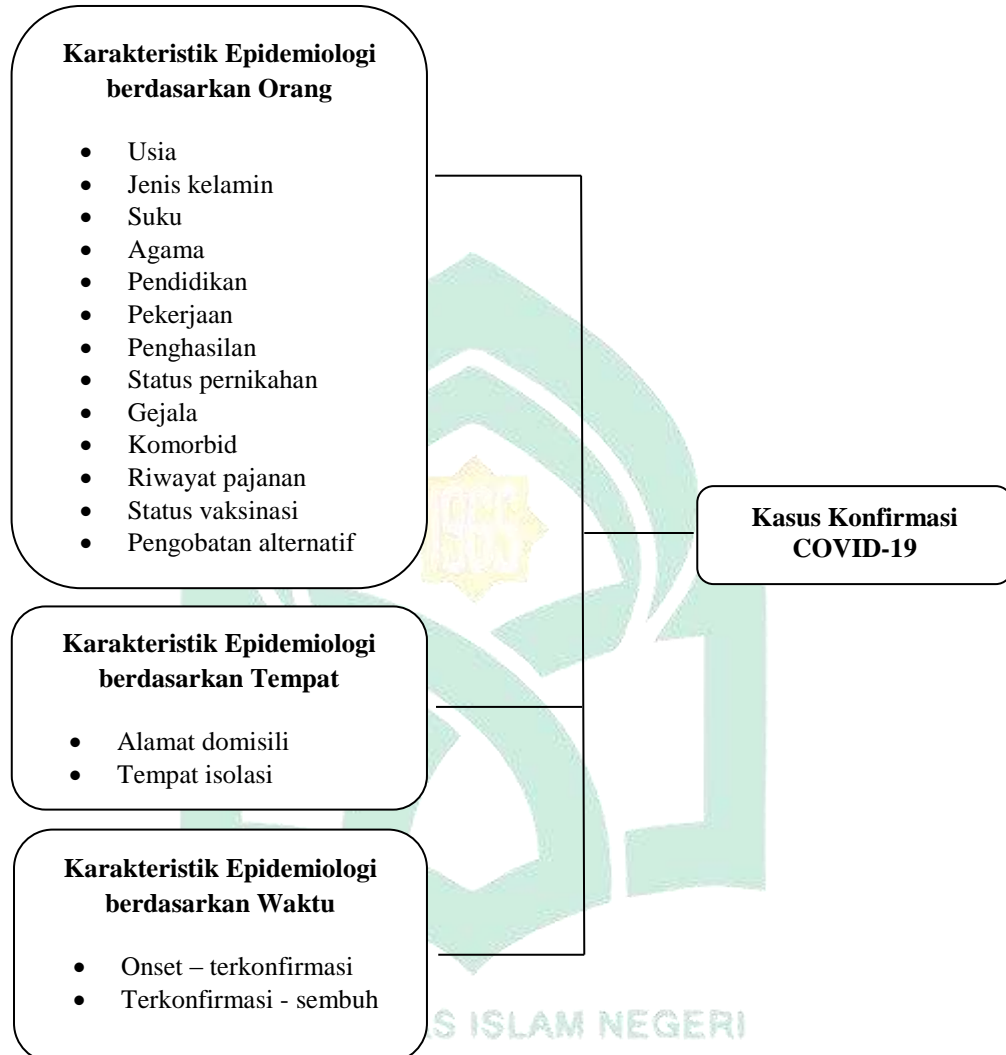 Karakteristik Epidemiologi
berdasarkan Orang
• Usia
• Jenis kelamin
• Suku
• Agama
• Pendidikan
• Pekerjaan
• Penghasilan
• Status pernikahan
• Gejala
• Komorbid
• Riwayat pajanan
• Status vaksinasi
• Pengobatan alternatif
Kasus Konfirmasi
COVID-19
Karakteristik Epidemiologi
berdasarkan Tempat
• Alamat domisili
• Tempat isolasi
Karakteristik Epidemiologi
berdasarkan Waktu
• Onset – terkonfirmasi
• Terkonfirmasi - sembuh
ISLAM NEGERI